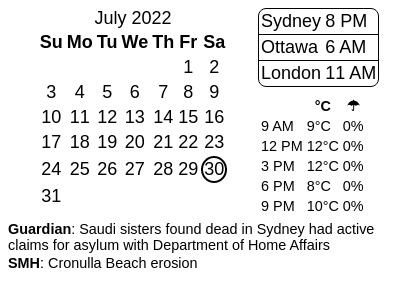 July 2022
Su Mo Tu We Th Fr Sa
1 2
3 4 5 6 7 8 9
10 11 12 13 14 15 16
17 18 19 20 21 22 23
24 25 26 27 28 29 30
31
Sydney 8 PM
Ottawa 6 AM
London 11 AM
°C ☂
9 AM 9°C 0%
12 PM 12°C 0%
3 PM 12°C 0%
6 PM 8°C 0%
9 PM 10°C 0%
Guardian: Saudi sisters found dead in Sydney had active
claims for asylum with Department of Home Affairs
SMH: Cronulla Beach erosion